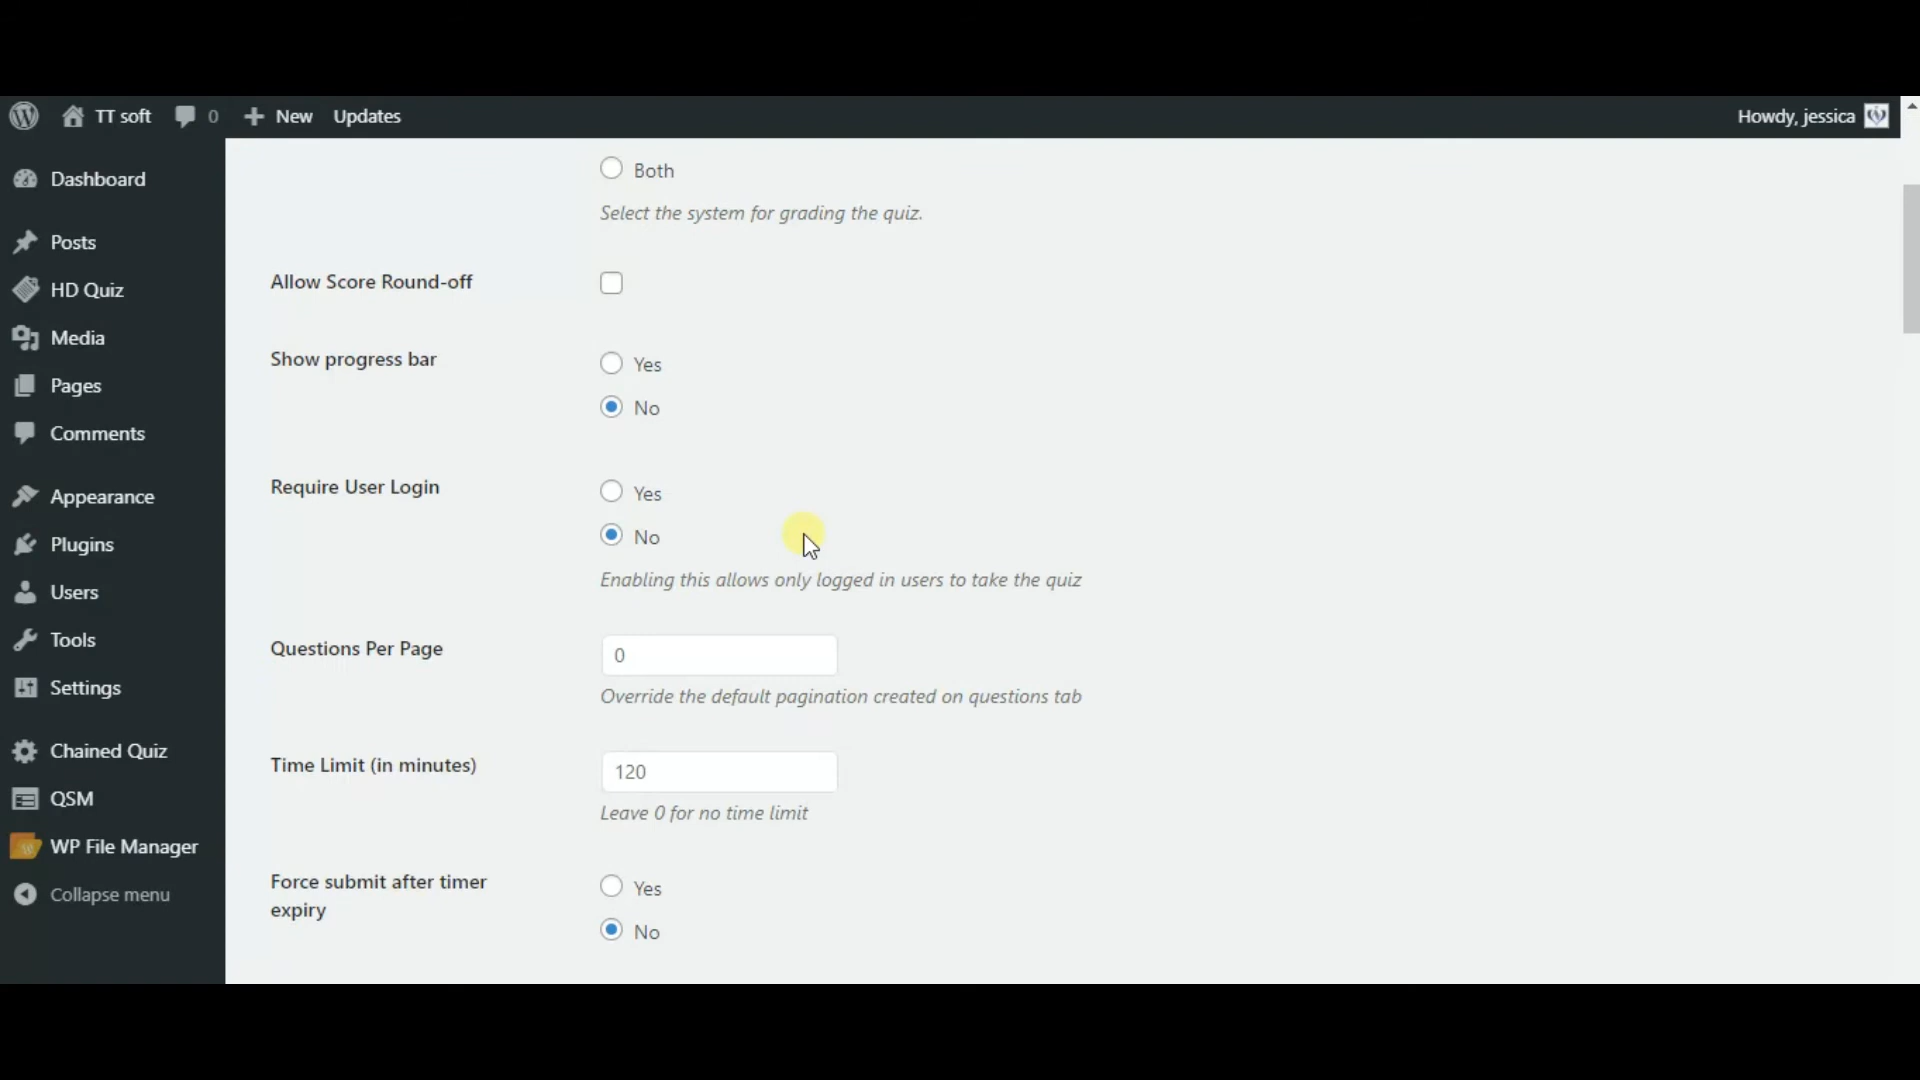 TT soft 0 New Updates Howdy, jessica
Dashboard
Posts
HD Quiz
Media
Pages
Comments
Appearance
Plugins
Users
Tools
Settings
Chained Quiz
QSM
WP File Manager
Collapse menu
Both
Select the system for grading the quiz.
Allow Score Round-off
Show progress bar
Yes
No
Require User Login
Yes
No
Enabling this allows only logged in users to take the quiz
Questions Per Page
0
Override the default pagination created on questions tab
Time Limit (in minutes)
120
Leave 0 for no time limit
Force submit after timer
expiry
Yes
No